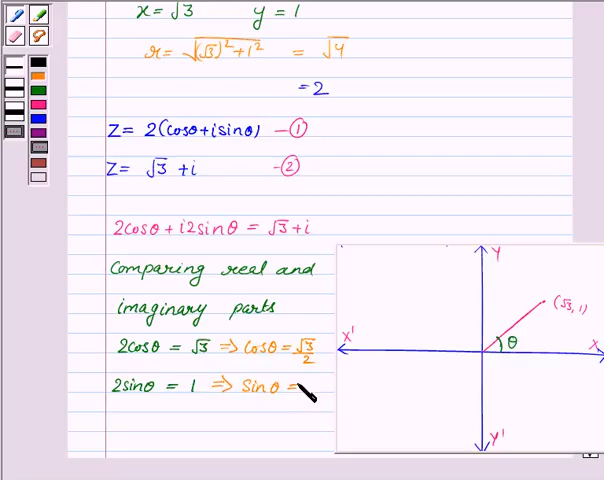 x = √3 y = 1
r = √(√3)² + 1² = √4
= 2
Z = 2(cosθ + i sinθ) — ①
Z = √3 + i — ②
2cosθ + i2sinθ = √3 + i
Comparing real and
imaginary parts
2cosθ = √3 ⇒ cosθ = √3/2
2sinθ = 1 ⇒ sinθ =
Y
(√3, 1)
X' θ X
Y'